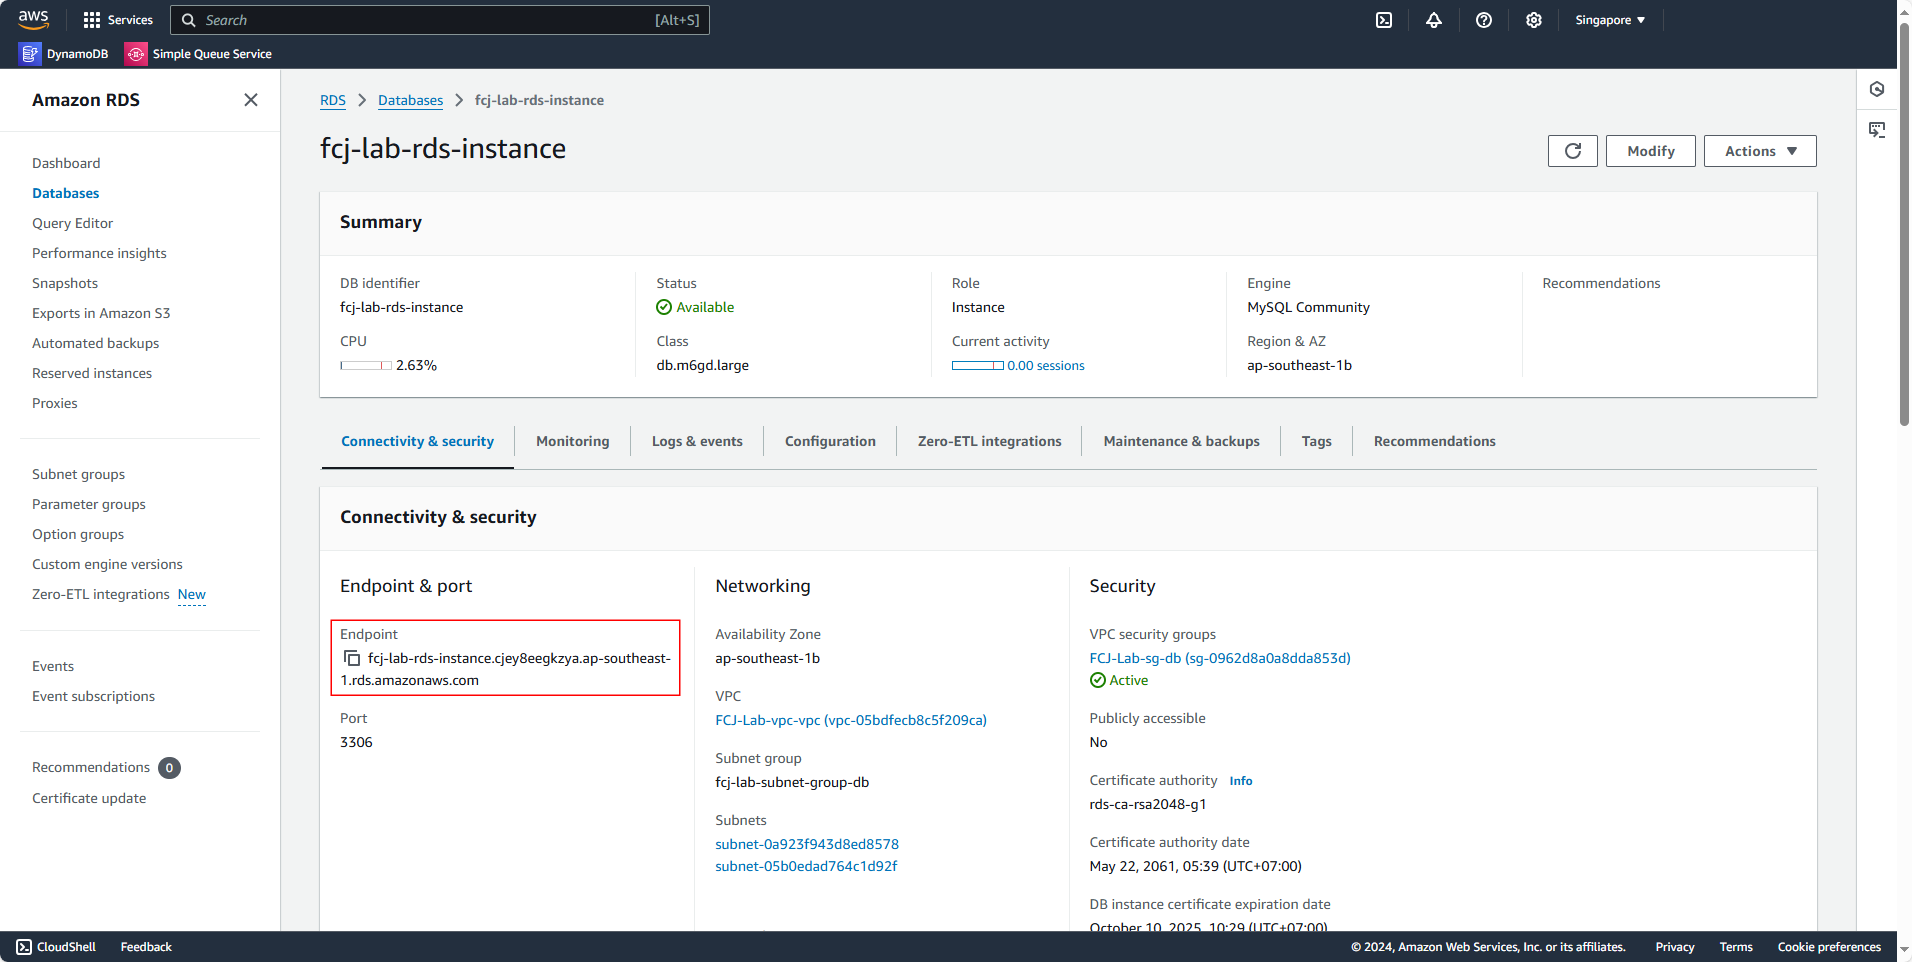 aws
Services
Search
[Alt+S]
Singapore
DynamoDB
Simple Queue Service
Amazon RDS
Dashboard
Databases
Query Editor
Performance insights
Snapshots
Exports in Amazon S3
Automated backups
Reserved instances
Proxies
Subnet groups
Parameter groups
Option groups
Custom engine versions
Zero-ETL integrations New
Events
Event subscriptions
Recommendations 0
Certificate update
RDS > Databases > fcj-lab-rds-instance
fcj-lab-rds-instance
Modify
Actions
Summary
DB identifier
fcj-lab-rds-instance
CPU
2.63%
Status
Available
Class
db.m6gd.large
Role
Instance
Current activity
0.00 sessions
Engine
MySQL Community
Region & AZ
ap-southeast-1b
Recommendations
Connectivity & security
Monitoring
Logs & events
Configuration
Zero-ETL integrations
Maintenance & backups
Tags
Recommendations
Connectivity & security
Endpoint & port
Endpoint
fcj-lab-rds-instance.cjey8eegkzya.ap-southeast-
1.rds.amazonaws.com
Port
3306
Networking
Availability Zone
ap-southeast-1b
VPC
FCJ-Lab-vpc-vpc (vpc-05bdfecb8c5f209ca)
Subnet group
fcj-lab-subnet-group-db
Subnets
subnet-0a923f943d8ed8578
subnet-05b0edad764c1d92f
Security
VPC security groups
FCJ-Lab-sg-db (sg-0962d8a0a8dda853d)
Active
Publicly accessible
No
Certificate authority Info
rds-ca-rsa2048-g1
Certificate authority date
May 22, 2061, 05:39 (UTC+07:00)
DB instance certificate expiration date
October 10, 2025, 10:29 (UTC+07:00)
CloudShell
Feedback
© 2024, Amazon Web Services, Inc. or its affiliates.
Privacy
Terms
Cookie preferences